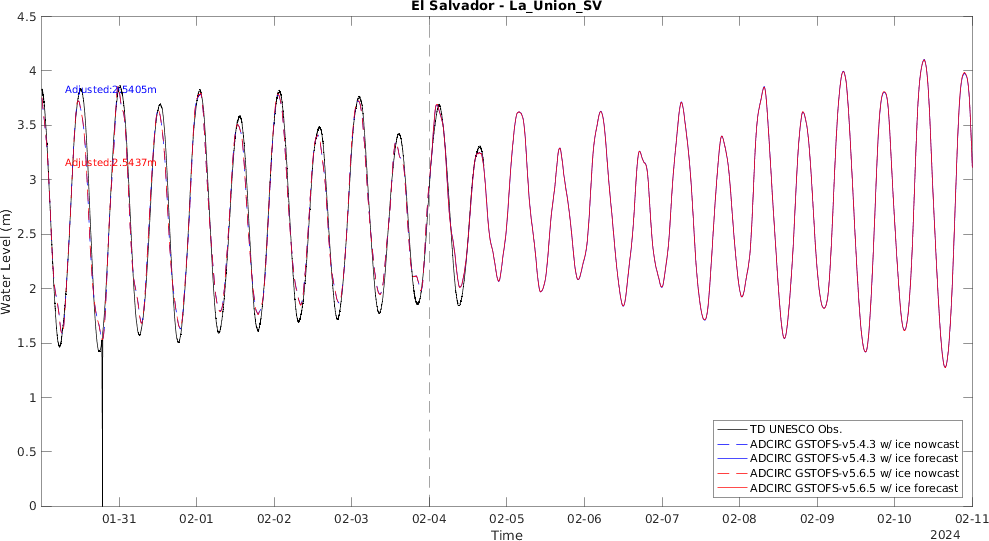 El Salvador - La_Union_SV
4.5
4
3.5
3
2.5
2
1.5
1
0.5
0
Water Level (m)
Adjusted:2.5405m
Adjusted:2.5437m
TD UNESCO Obs.
ADCIRC GSTOFS-v5.4.3 w/ ice nowcast
ADCIRC GSTOFS-v5.4.3 w/ ice forecast
ADCIRC GSTOFS-v5.6.5 w/ ice nowcast
ADCIRC GSTOFS-v5.6.5 w/ ice forecast
01-31 02-01 02-02 02-03 02-04 02-05 02-06 02-07 02-08 02-09 02-10 02-11
Time
2024